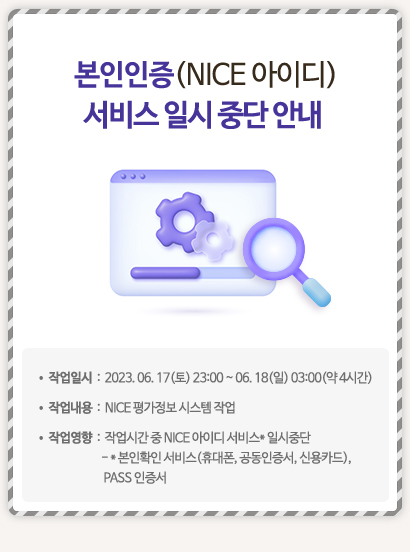 본인인증(NICE 아이디)
서비스 일시 중단 안내
• 작업일시 : 2023. 06. 17(토) 23:00 ~ 06. 18(일) 03:00(약 4시간)
• 작업내용 : NICE 평가정보 시스템 작업
• 작업영향 : 작업시간 중 NICE 아이디 서비스* 일시중단
– * 본인확인 서비스(휴대폰, 공동인증서, 신용카드),
PASS 인증서